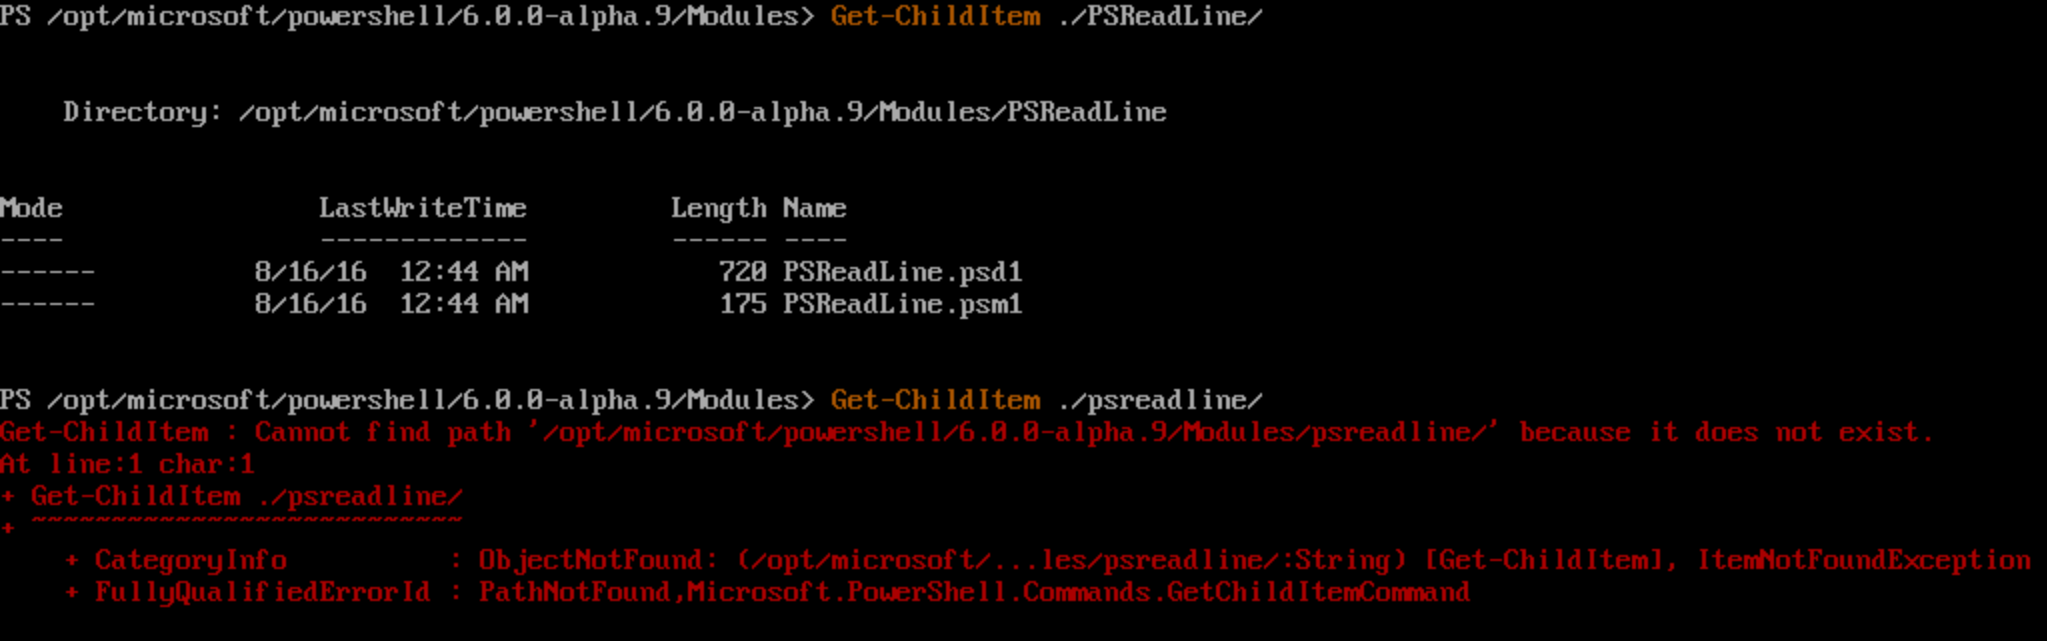 PS /opt/microsoft/powershell/6.0.0-alpha.9/Modules> Get-ChildItem ./PSReadLine/
Directory: /opt/microsoft/powershell/6.0.0-alpha.9/Modules/PSReadLine
Mode                LastWriteTime         Length Name
----                -------------         ------ ----
------          8/16/16  12:44 AM            720 PSReadLine.psd1
------          8/16/16  12:44 AM            175 PSReadLine.psm1
PS /opt/microsoft/powershell/6.0.0-alpha.9/Modules> Get-ChildItem ./psreadline/
Get-ChildItem : Cannot find path '/opt/microsoft/powershell/6.0.0-alpha.9/Modules/psreadline/' because it does not exist.
At line:1 char:1
+ Get-ChildItem ./psreadline/
+ ~~~~~~~~~~~~~~~~~~~~~~~~~~~
+ CategoryInfo          : ObjectNotFound: (/opt/microsoft/...les/psreadline/:String) [Get-ChildItem], ItemNotFoundException
+ FullyQualifiedErrorId : PathNotFound,Microsoft.PowerShell.Commands.GetChildItemCommand